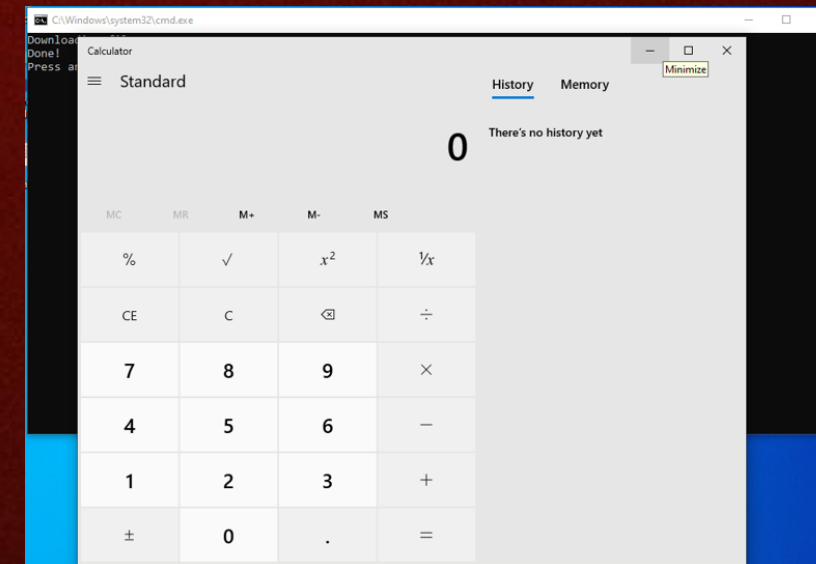 C:\Windows\system32\cmd.exe
Done!
Press
Calculator
Minimize
Standard
History Memory
0
There's no history yet
MC MR M+ M- MS
% √ x² ¹/x
CE C ⌫ ÷
7 8 9 ×
4 5 6 −
1 2 3 +
± 0 . =